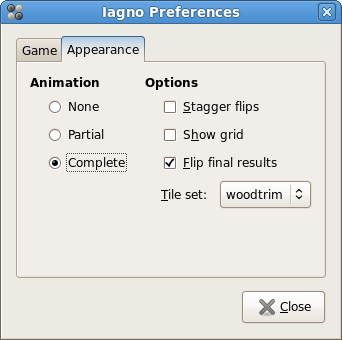 Iagno Preferences
Game Appearance
Animation Options
None Stagger flips
Partial Show grid
Complete Flip final results
Tile set: woodtrim
Close